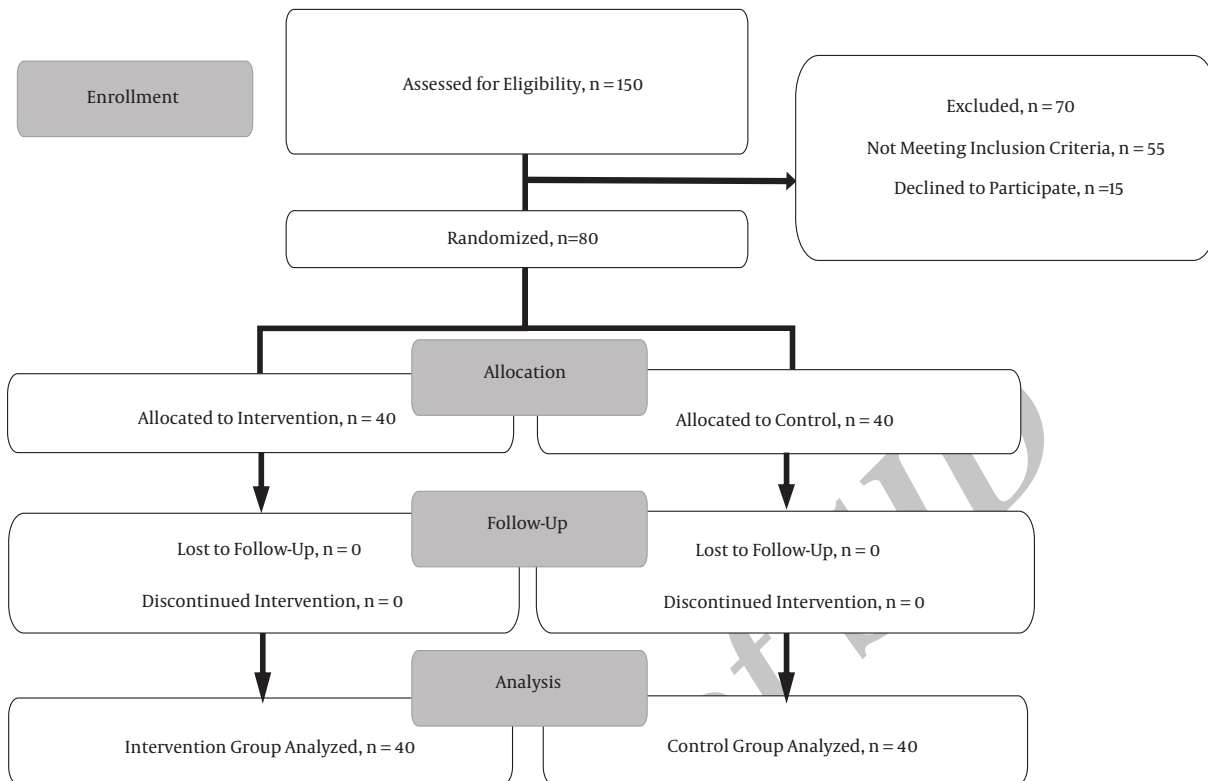 Enrollment
Assessed for Eligibility, n = 150
Excluded, n = 70
Not Meeting Inclusion Criteria, n = 55
Declined to Participate, n =15
Randomized, n=80
Allocation
Allocated to Intervention, n = 40
Allocated to Control, n = 40
Follow-Up
Lost to Follow-Up, n = 0
Discontinued Intervention, n = 0
Lost to Follow-Up, n = 0
Discontinued Intervention, n = 0
Analysis
Intervention Group Analyzed, n = 40
Control Group Analyzed, n = 40